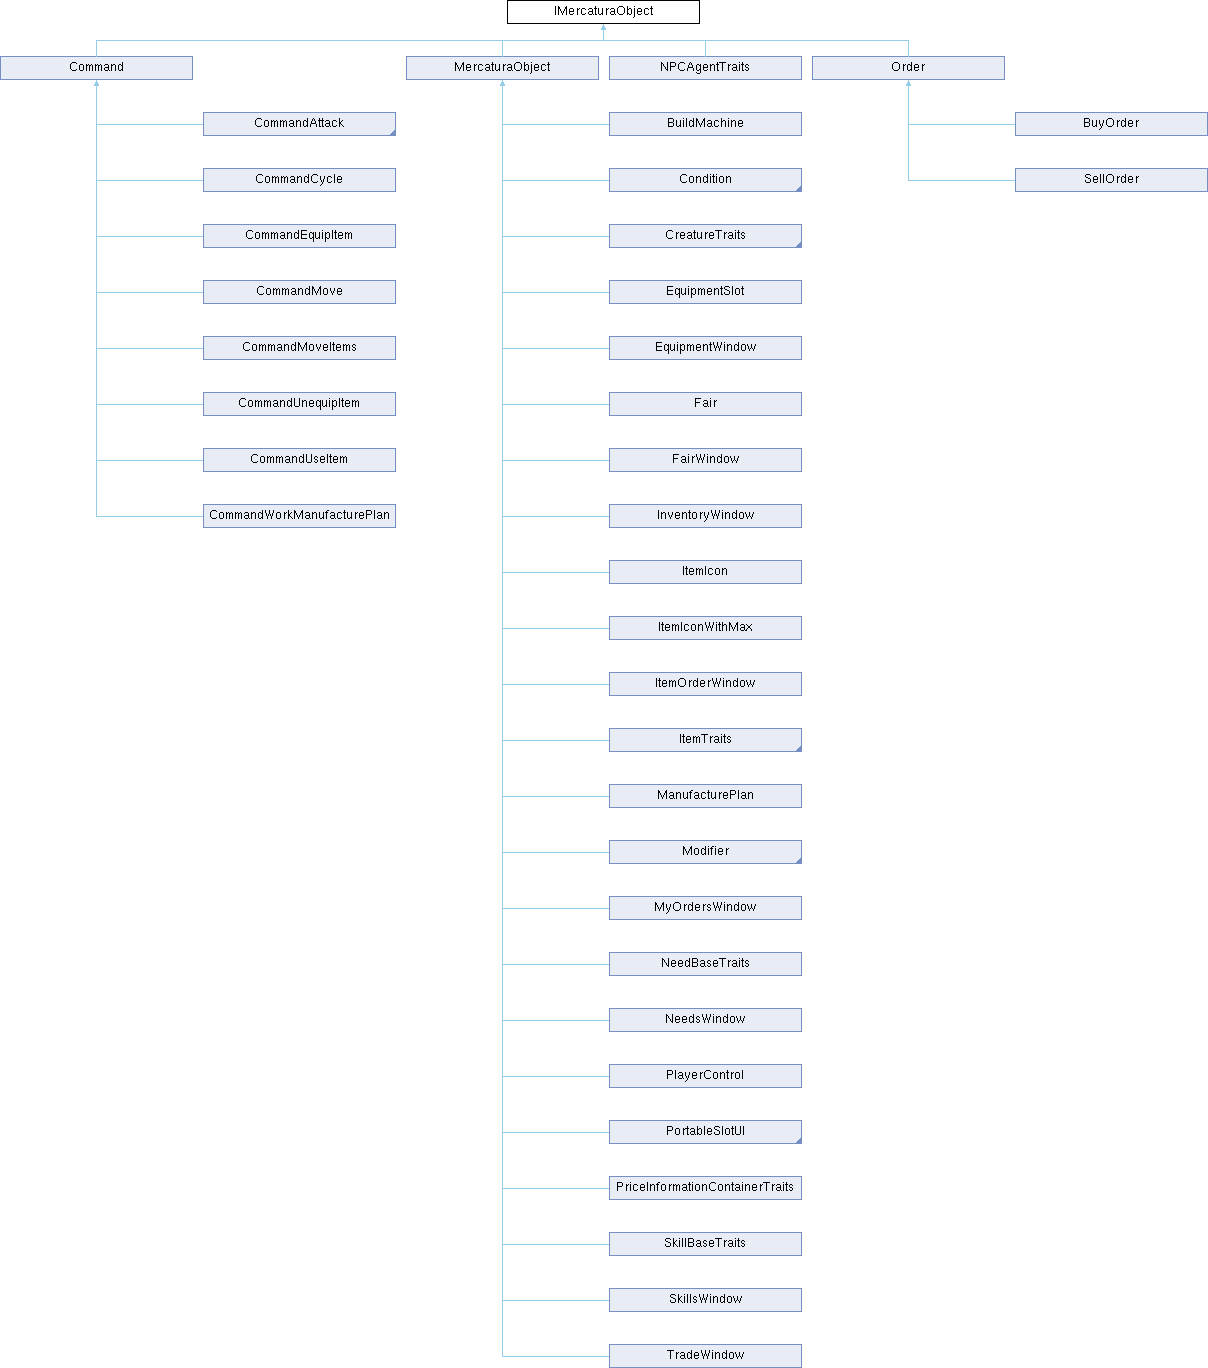 IMercaturaObject
Command
MercaturaObject
NPCAgentTraits
Order
CommandAttack
BuildMachine
BuyOrder
CommandCycle
Condition
SellOrder
CommandEquipItem
CreatureTraits
CommandMove
EquipmentSlot
CommandMoveItems
EquipmentWindow
CommandUnequipItem
Fair
CommandUseItem
FairWindow
CommandWorkManufacturePlan
InventoryWindow
ItemIcon
ItemIconWithMax
ItemOrderWindow
ItemTraits
ManufacturePlan
Modifier
MyOrdersWindow
NeedBaseTraits
NeedsWindow
PlayerControl
PortableSlotUI
PriceInformationContainerTraits
SkillBaseTraits
SkillsWindow
TradeWindow